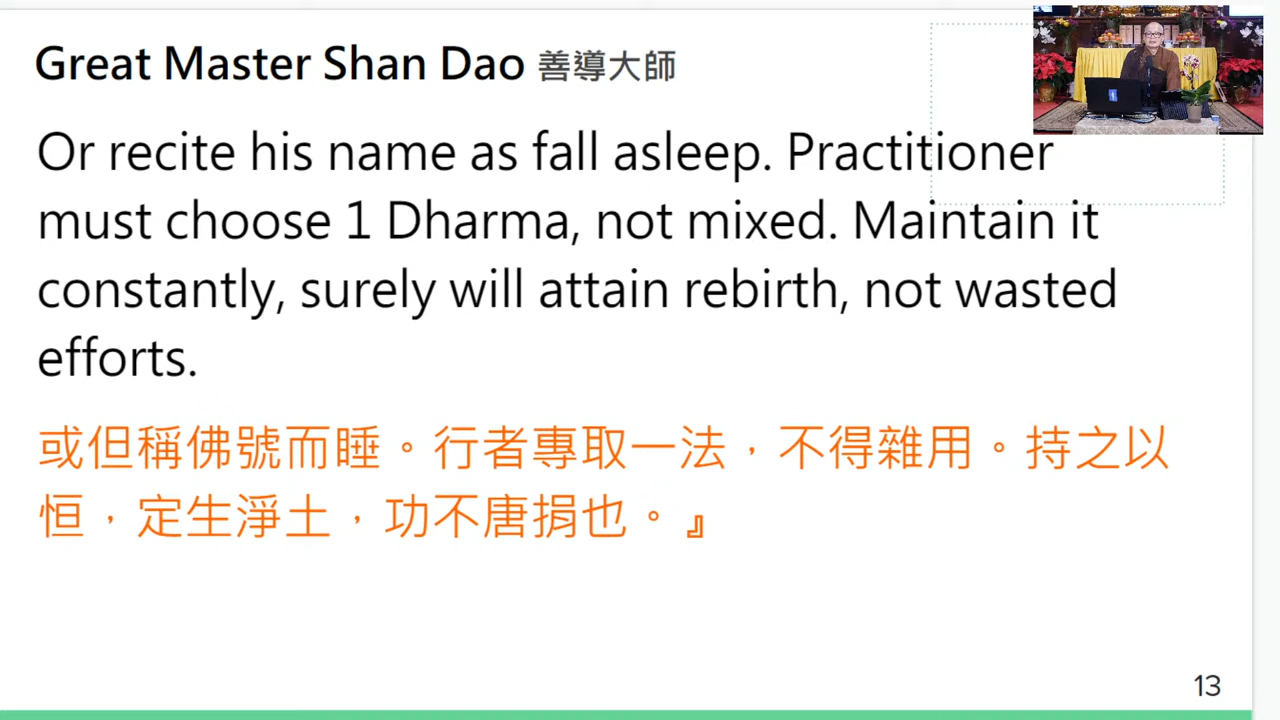 Great Master Shan Dao 善導大師
Or recite his name as fall asleep. Practitioner
must choose 1 Dharma, not mixed. Maintain it
constantly, surely will attain rebirth, not wasted
efforts.
或但稱佛號而睡。行者專取一法，不得雜用。持之以
恒，定生淨土，功不唐捐也。』
13